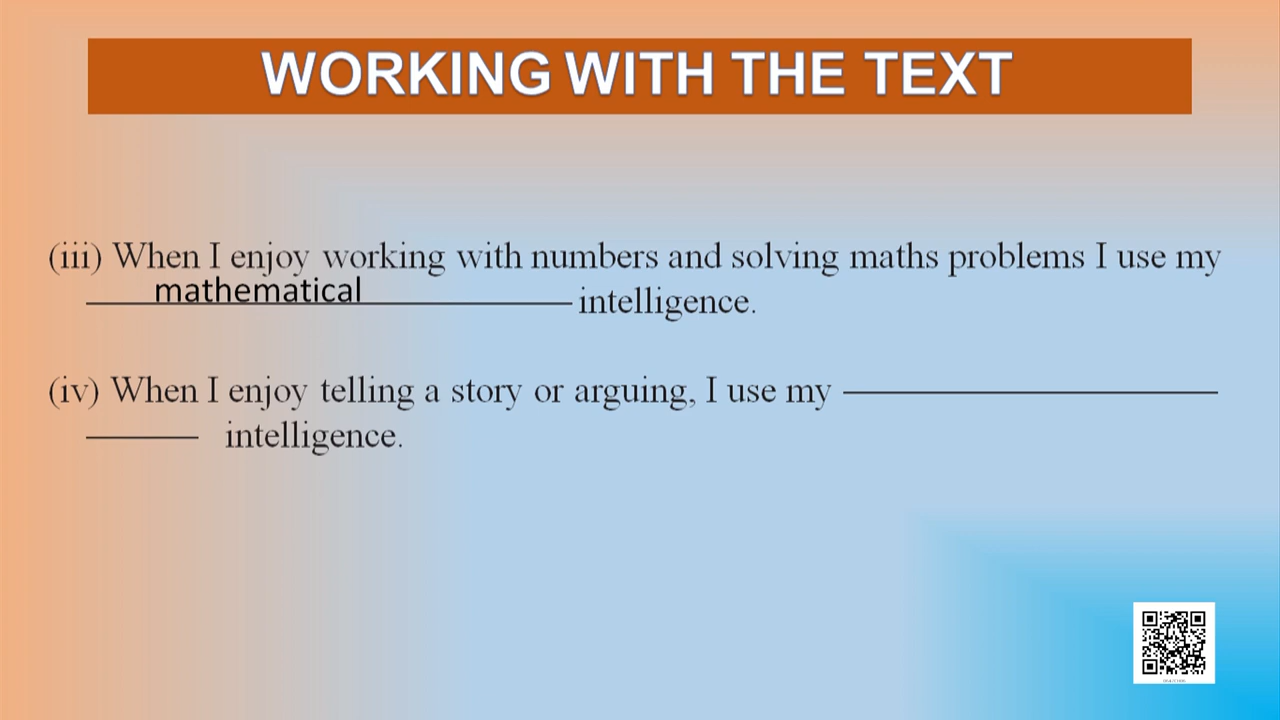 WORKING WITH THE TEXT
(iii) When I enjoy working with numbers and solving maths problems I use my
mathematical intelligence.
(iv) When I enjoy telling a story or arguing, I use my
intelligence.